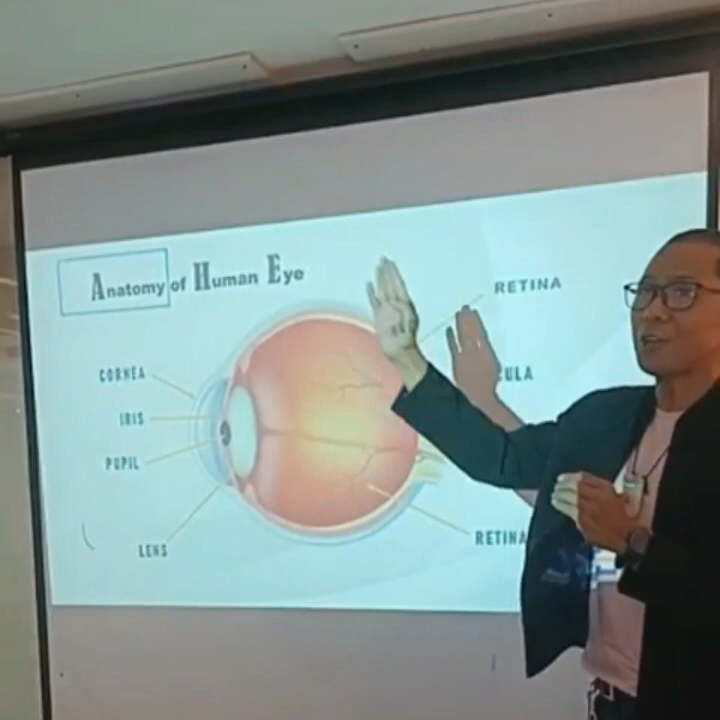 Anatomy of Human Eye
RETINA
CORNEA
ULA
IRIS
PUPIL
RETINA
LENS